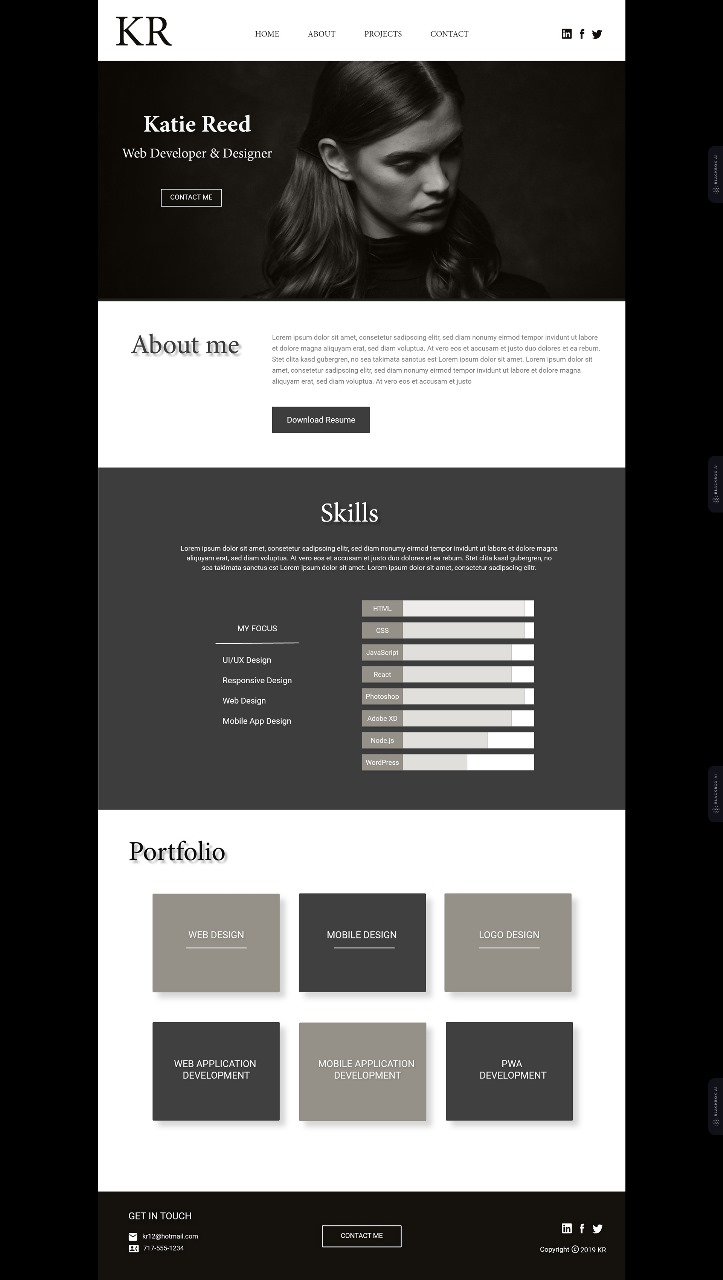 KR
HOME ABOUT PROJECTS CONTACT
Katie Reed
Web Developer & Designer
CONTACT ME
About me
Lorem ipsum dolor sit amet, consetetur sadipscing elitr, sed diam nonumy eirmod tempor invidunt ut labore
et dolore magna aliquyam erat, sed diam voluptua. At vero eos et accusam et justo duo dolores et ea rebum.
Stet clita kasd gubergren, no sea takimata sanctus est Lorem ipsum dolor sit amet. Lorem ipsum dolor sit
amet, consetetur sadipscing elitr, sed diam nonumy eirmod tempor invidunt ut labore et dolore magna
aliquyam erat, sed diam voluptua. At vero eos et accusam et justo
Download Resume
Skills
Lorem ipsum dolor sit amet, consetetur sadipscing elitr, sed diam nonumy eirmod tempor invidunt ut labore et dolore magna
aliquyam erat, sed diam voluptua. At vero eos et accusam et justo duo dolores et ea rebum. Stet clita kasd gubergren, no
sea takimata sanctus est Lorem ipsum dolor sit amet. Lorem ipsum dolor sit amet, consetetur sadipscing elitr.
MY FOCUS
UI/UX Design
Responsive Design
Web Design
Mobile App Design
HTML
CSS
JavaScript
React
Photoshop
Adobe XD
Node.js
WordPress
Portfolio
WEB DESIGN
MOBILE DESIGN
LOGO DESIGN
WEB APPLICATION
DEVELOPMENT
MOBILE APPLICATION
DEVELOPMENT
PWA
DEVELOPMENT
GET IN TOUCH
kr12@hotmail.com
717-555-1234
CONTACT ME
Copyright © 2019 KR